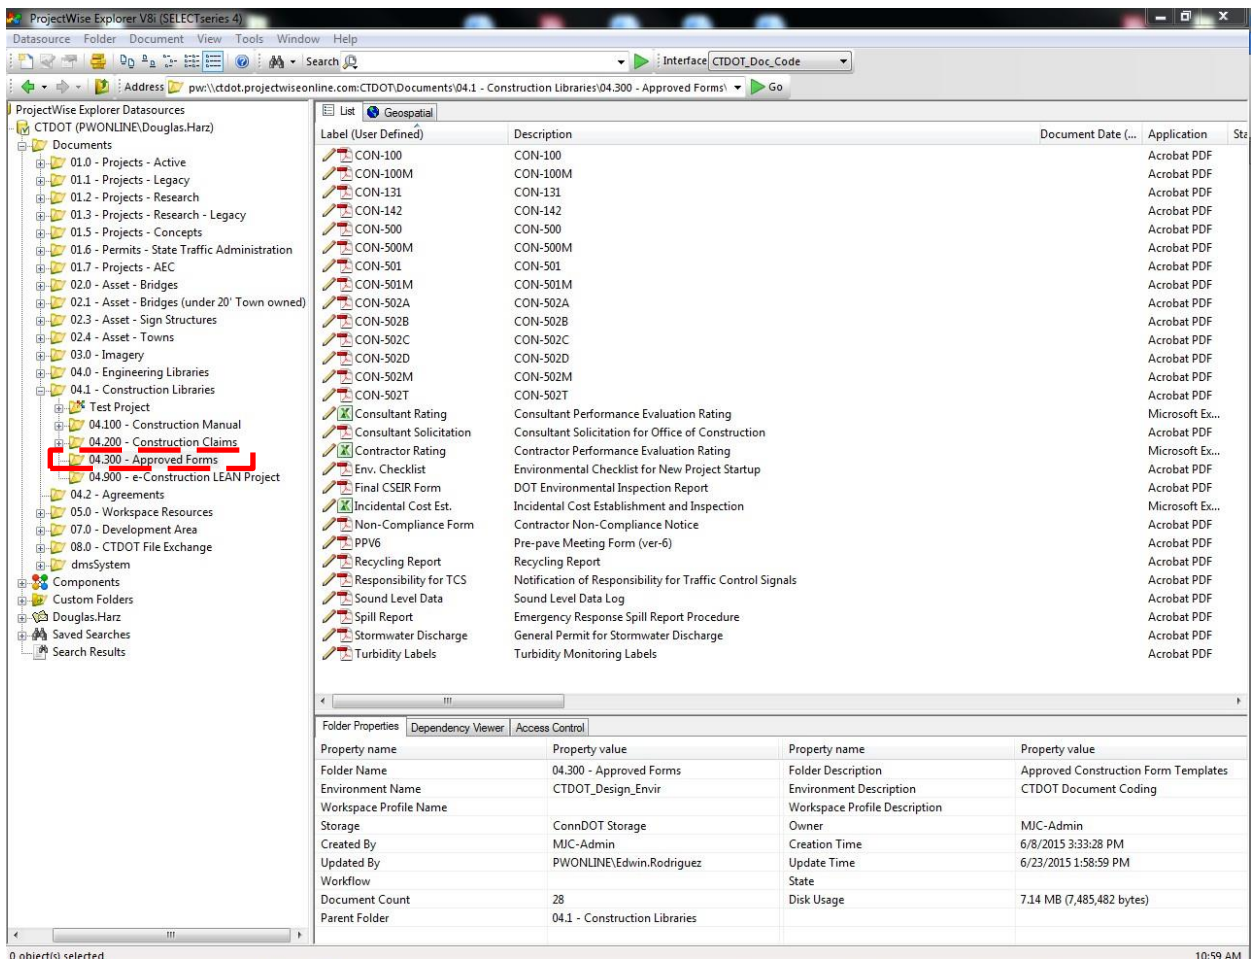 ProjectWise Explorer V8i (SELECTseries 4)
Datasource Folder Document View Tools Window Help
Search Interface CTDOT_Doc_Code
Address pw:\\ctdot.projectwiseonline.com:CTDOT\Documents\04.1 - Construction Libraries\04.300 - Approved Forms\ Go
ProjectWise Explorer Datasources
CTDOT (PWONLINE\Douglas.Harz)
Documents
01.0 - Projects - Active
01.1 - Projects - Legacy
01.2 - Projects - Research
01.3 - Projects - Research - Legacy
01.5 - Projects - Concepts
01.6 - Permits - State Traffic Administration
01.7 - Projects - AEC
02.0 - Asset - Bridges
02.1 - Asset - Bridges (under 20' Town owned)
02.3 - Asset - Sign Structures
02.4 - Asset - Towns
03.0 - Imagery
04.0 - Engineering Libraries
04.1 - Construction Libraries
Test Project
04.100 - Construction Manual
04.200 - Construction Claims
04.300 - Approved Forms
04.900 - e-Construction LEAN Project
04.2 - Agreements
05.0 - Workspace Resources
07.0 - Development Area
08.0 - CTDOT File Exchange
dmsSystem
Components
Custom Folders
Douglas.Harz
Saved Searches
Search Results
List Geospatial
Label (User Defined) Description Document Date (... Application Sta
CON-100 CON-100 Acrobat PDF
CON-100M CON-100M Acrobat PDF
CON-131 CON-131 Acrobat PDF
CON-142 CON-142 Acrobat PDF
CON-500 CON-500 Acrobat PDF
CON-500M CON-500M Acrobat PDF
CON-501 CON-501 Acrobat PDF
CON-501M CON-501M Acrobat PDF
CON-502A CON-502A Acrobat PDF
CON-502B CON-502B Acrobat PDF
CON-502C CON-502C Acrobat PDF
CON-502D CON-502D Acrobat PDF
CON-502M CON-502M Acrobat PDF
CON-502T CON-502T Acrobat PDF
Consultant Rating Consultant Performance Evaluation Rating Microsoft Ex...
Consultant Solicitation Consultant Solicitation for Office of Construction Acrobat PDF
Contractor Rating Contractor Performance Evaluation Rating Microsoft Ex...
Env. Checklist Environmental Checklist for New Project Startup Acrobat PDF
Final CSEIR Form DOT Environmental Inspection Report Acrobat PDF
Incidental Cost Est. Incidental Cost Establishment and Inspection Microsoft Ex...
Non-Compliance Form Contractor Non-Compliance Notice Acrobat PDF
PPV6 Pre-pave Meeting Form (ver-6) Acrobat PDF
Recycling Report Recycling Report Acrobat PDF
Responsibility for TCS Notification of Responsibility for Traffic Control Signals Acrobat PDF
Sound Level Data Sound Level Data Log Acrobat PDF
Spill Report Emergency Response Spill Report Procedure Acrobat PDF
Stormwater Discharge General Permit for Stormwater Discharge Acrobat PDF
Turbidity Labels Turbidity Monitoring Labels Acrobat PDF
Folder Properties Dependency Viewer Access Control
Property name Property value Property name Property value
Folder Name 04.300 - Approved Forms Folder Description Approved Construction Form Templates
Environment Name CTDOT_Design_Envir Environment Description CTDOT Document Coding
Workspace Profile Name Workspace Profile Description
Storage ConnDOT Storage Owner MJC-Admin
Created By MJC-Admin Creation Time 6/8/2015 3:33:28 PM
Updated By PWONLINE\Edwin.Rodriguez Update Time 6/23/2015 1:58:59 PM
Workflow State
Document Count 28 Disk Usage 7.14 MB (7,485,482 bytes)
Parent Folder 04.1 - Construction Libraries
0 object(s) selected 10:59 AM